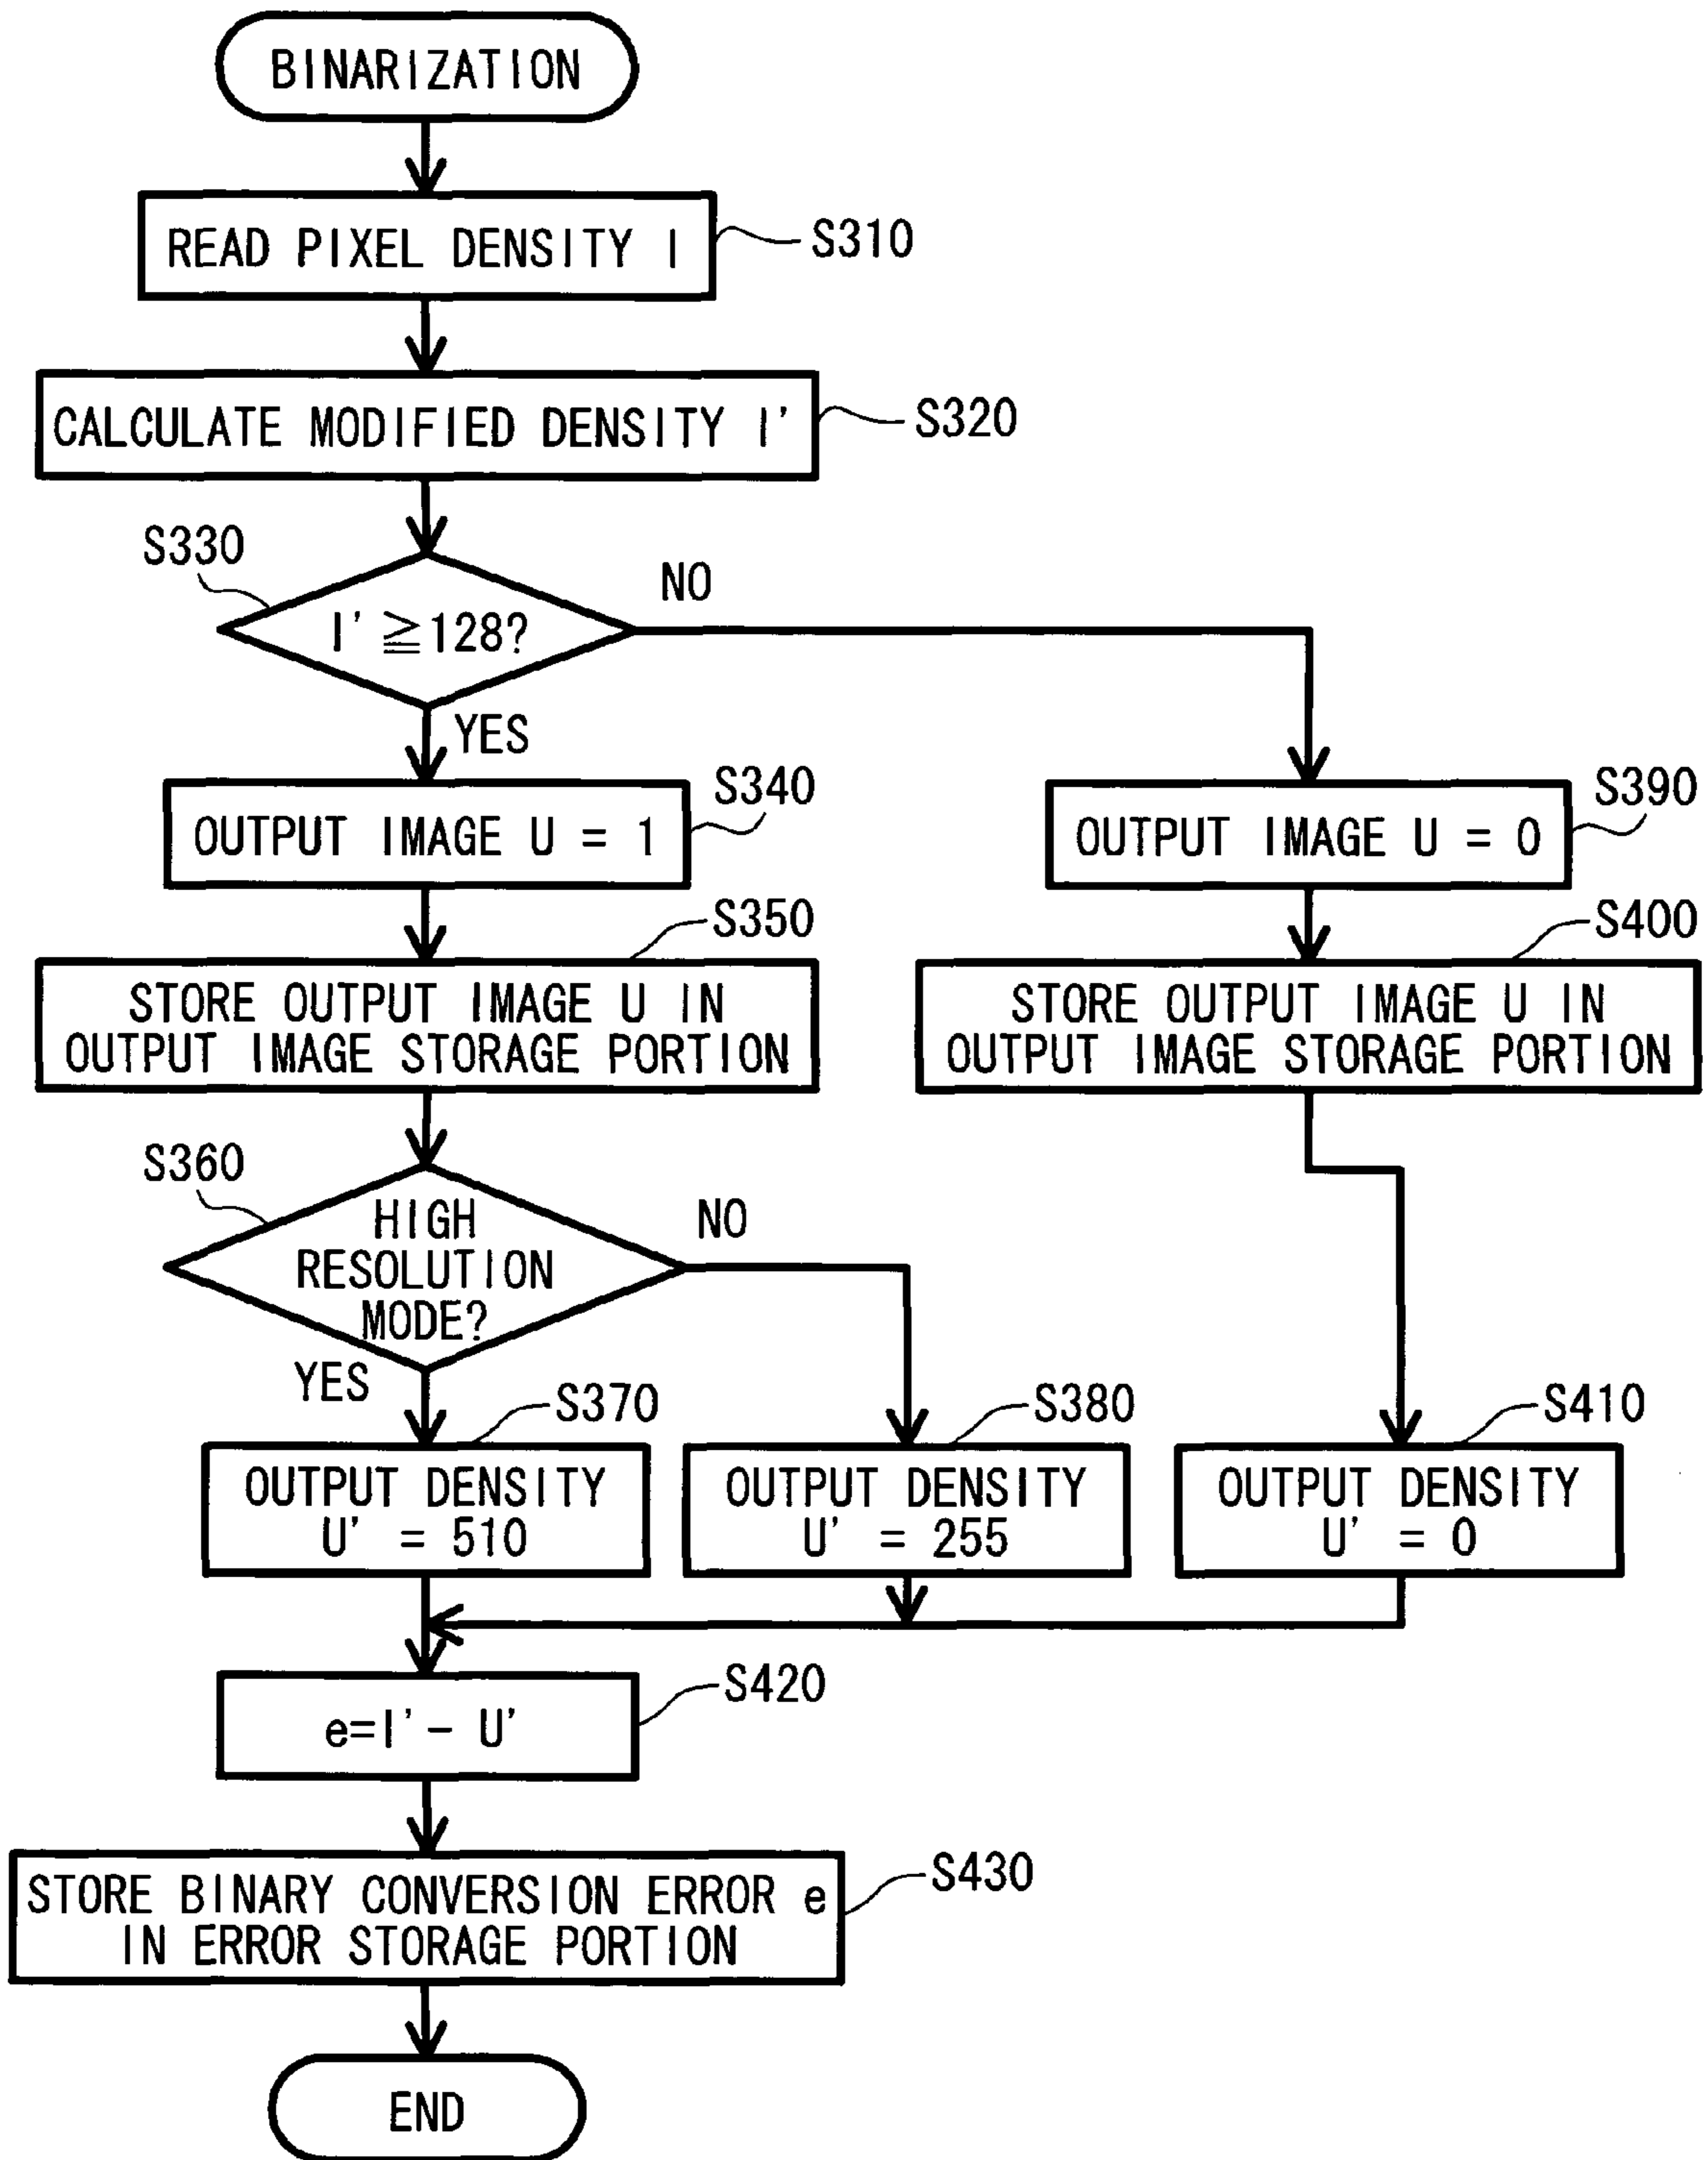 BINARIZATION
READ PIXEL DENSITY I
S310
CALCULATE MODIFIED DENSITY I'
S320
S330
I' ≧ 128?
NO
YES
OUTPUT IMAGE U = 1
S340
OUTPUT IMAGE U = 0
S390
S350
STORE OUTPUT IMAGE U IN
OUTPUT IMAGE STORAGE PORTION
S400
STORE OUTPUT IMAGE U IN
OUTPUT IMAGE STORAGE PORTION
S360
HIGH
RESOLUTION
MODE?
NO
YES
S370
OUTPUT DENSITY
U' = 510
S380
OUTPUT DENSITY
U' = 255
S410
OUTPUT DENSITY
U' = 0
S420
e=I' - U'
STORE BINARY CONVERSION ERROR e
IN ERROR STORAGE PORTION
S430
END